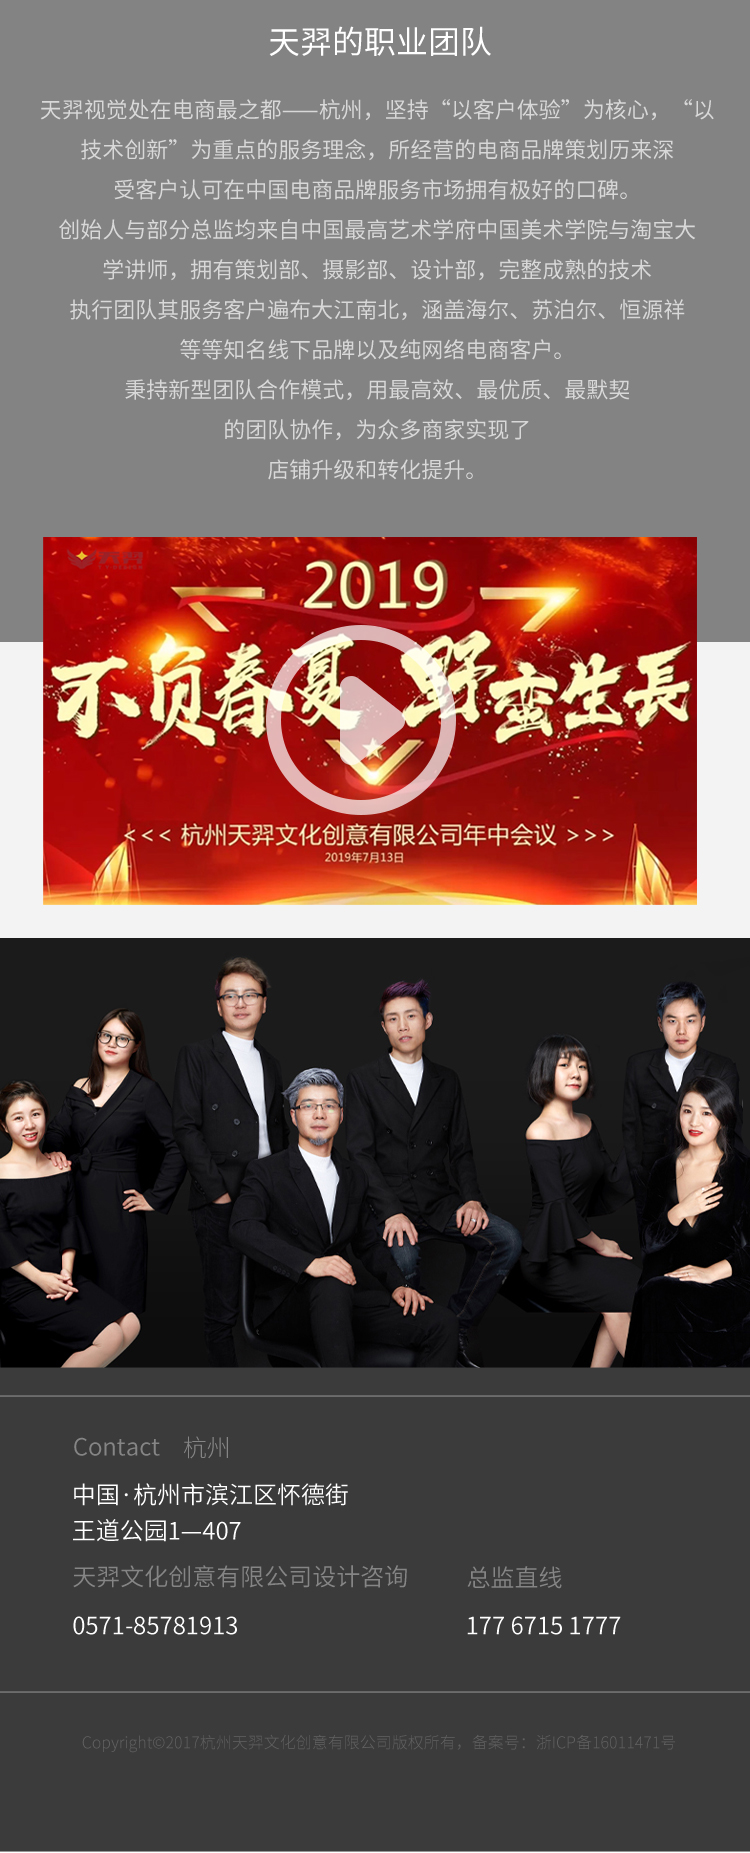 天羿的职业团队
天羿视觉处在电商最之都——杭州，坚持“以客户体验”为核心，“以
技术创新”为重点的服务理念，所经营的电商品牌策划历来深
受客户认可在中国电商品牌服务市场拥有极好的口碑。
创始人与部分总监均来自中国最高艺术学府中国美术学院与淘宝大
学讲师，拥有策划部、摄影部、设计部，完整成熟的技术
执行团队其服务客户遍布大江南北，涵盖海尔、苏泊尔、恒源祥
等等知名线下品牌以及纯网络电商客户。
秉持新型团队合作模式，用最高效、最优质、最默契
的团队协作，为众多商家实现了
店铺升级和转化提升。
2019
不负春夏 野蛮生長
<<< 杭州天羿文化创意有限公司年中会议 >>>
2019年7月13日
Contact 杭州
中国·杭州市滨江区怀德街
王道公园1—407
天羿文化创意有限公司设计咨询 总监直线
0571-85781913 177 6715 1777
Copyright©2017杭州天羿文化创意有限公司版权所有，备案号：浙ICP备16011471号